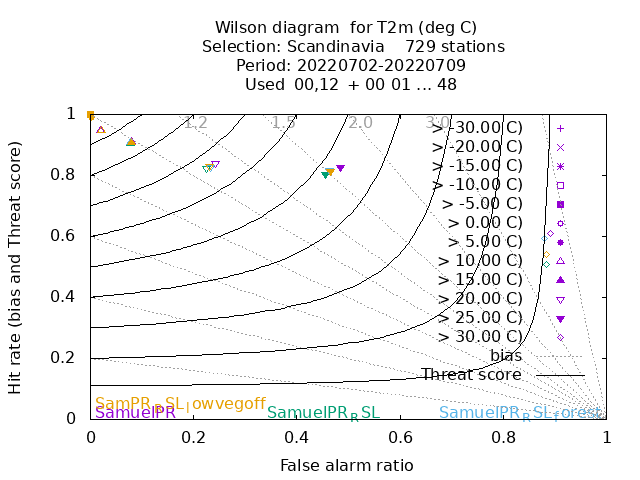 Wilson diagram  for T2m (deg C)
Selection: Scandinavia    729 stations
Period: 20220702-20220709
Used  00,12  + 00 01 ... 48
Hit rate (bias and Threat score)
1
0.8
0.6
0.4
0.2
0
1.2 1.5 2.0 3.0
> -30.00 C)
> -20.00 C)
> -15.00 C)
> -10.00 C)
> -5.00 C)
> 0.00 C)
> 5.00 C)
> 10.00 C)
> 15.00 C)
> 20.00 C)
> 25.00 C)
> 30.00 C)
bias
Threat score
SamPR_RSL_lowvegoff
SamuelPR SamuelPR_RSL SamuelPR_RSL_forest
0 0.2 0.4 0.6 0.8 1
False alarm ratio